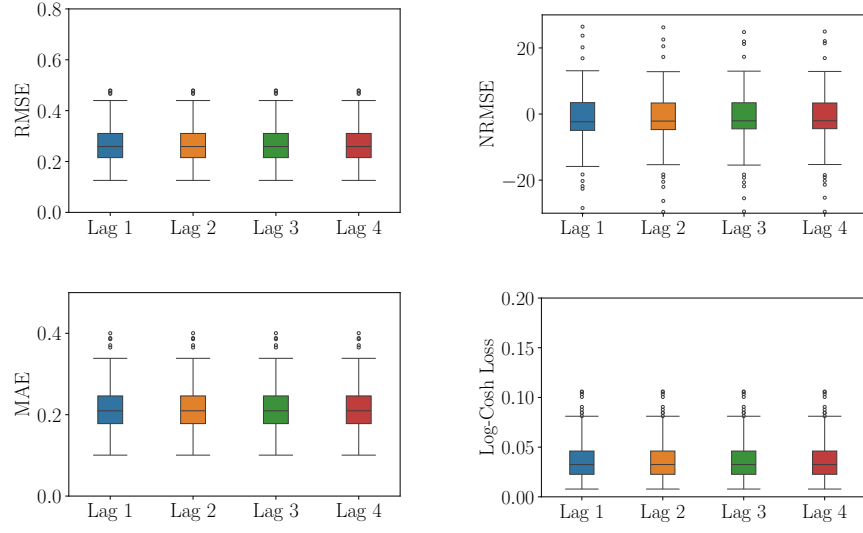 RMSE
0.8
0.6
0.4
0.2
0.0
Lag 1 Lag 2 Lag 3 Lag 4
NRMSE
20
0
−20
Lag 1 Lag 2 Lag 3 Lag 4
MAE
0.4
0.2
0.0
Lag 1 Lag 2 Lag 3 Lag 4
Log-Cosh Loss
0.20
0.15
0.10
0.05
0.00
Lag 1 Lag 2 Lag 3 Lag 4